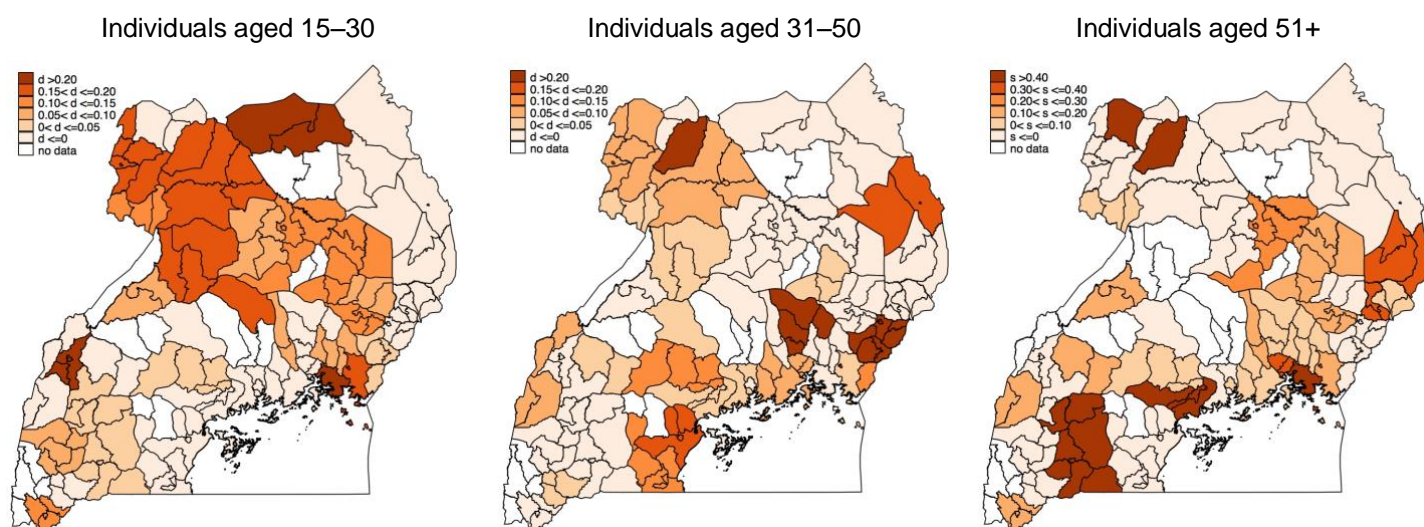 Individuals aged 15–30
d >0.20
0.15< d <=0.20
0.10< d <=0.15
0.05< d <=0.10
0< d <=0.05
d <=0
no data
Individuals aged 31–50
d >0.20
0.15< d <=0.20
0.10< d <=0.15
0.05< d <=0.10
0< d <=0.05
d <=0
no data
Individuals aged 51+
s >0.40
0.30< s <=0.40
0.20< s <=0.30
0.10< s <=0.20
0< s <=0.10
s <=0
no data